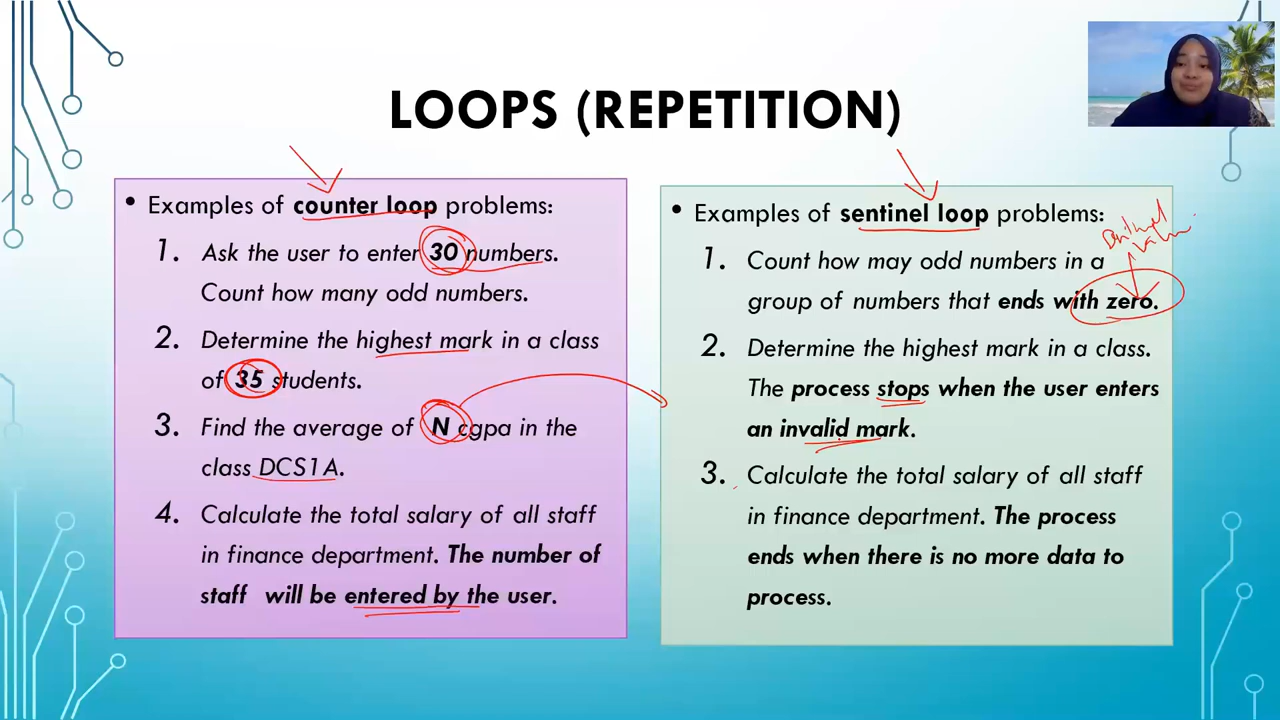 LOOPS (REPETITION)
• Examples of counter loop problems:
1. Ask the user to enter 30 numbers.
Count how many odd numbers.
2. Determine the highest mark in a class
of 35 students.
3. Find the average of N cgpa in the
class DCS1A.
4. Calculate the total salary of all staff
in finance department. The number of
staff will be entered by the user.
• Examples of sentinel loop problems:
Sentinel
value
1. Count how may odd numbers in a
group of numbers that ends with zero.
2. Determine the highest mark in a class.
The process stops when the user enters
an invalid mark.
3. Calculate the total salary of all staff
in finance department. The process
ends when there is no more data to
process.